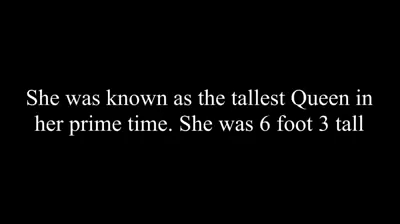 She was known as the tallest Queen in
her prime time. She was 6 foot 3 tall